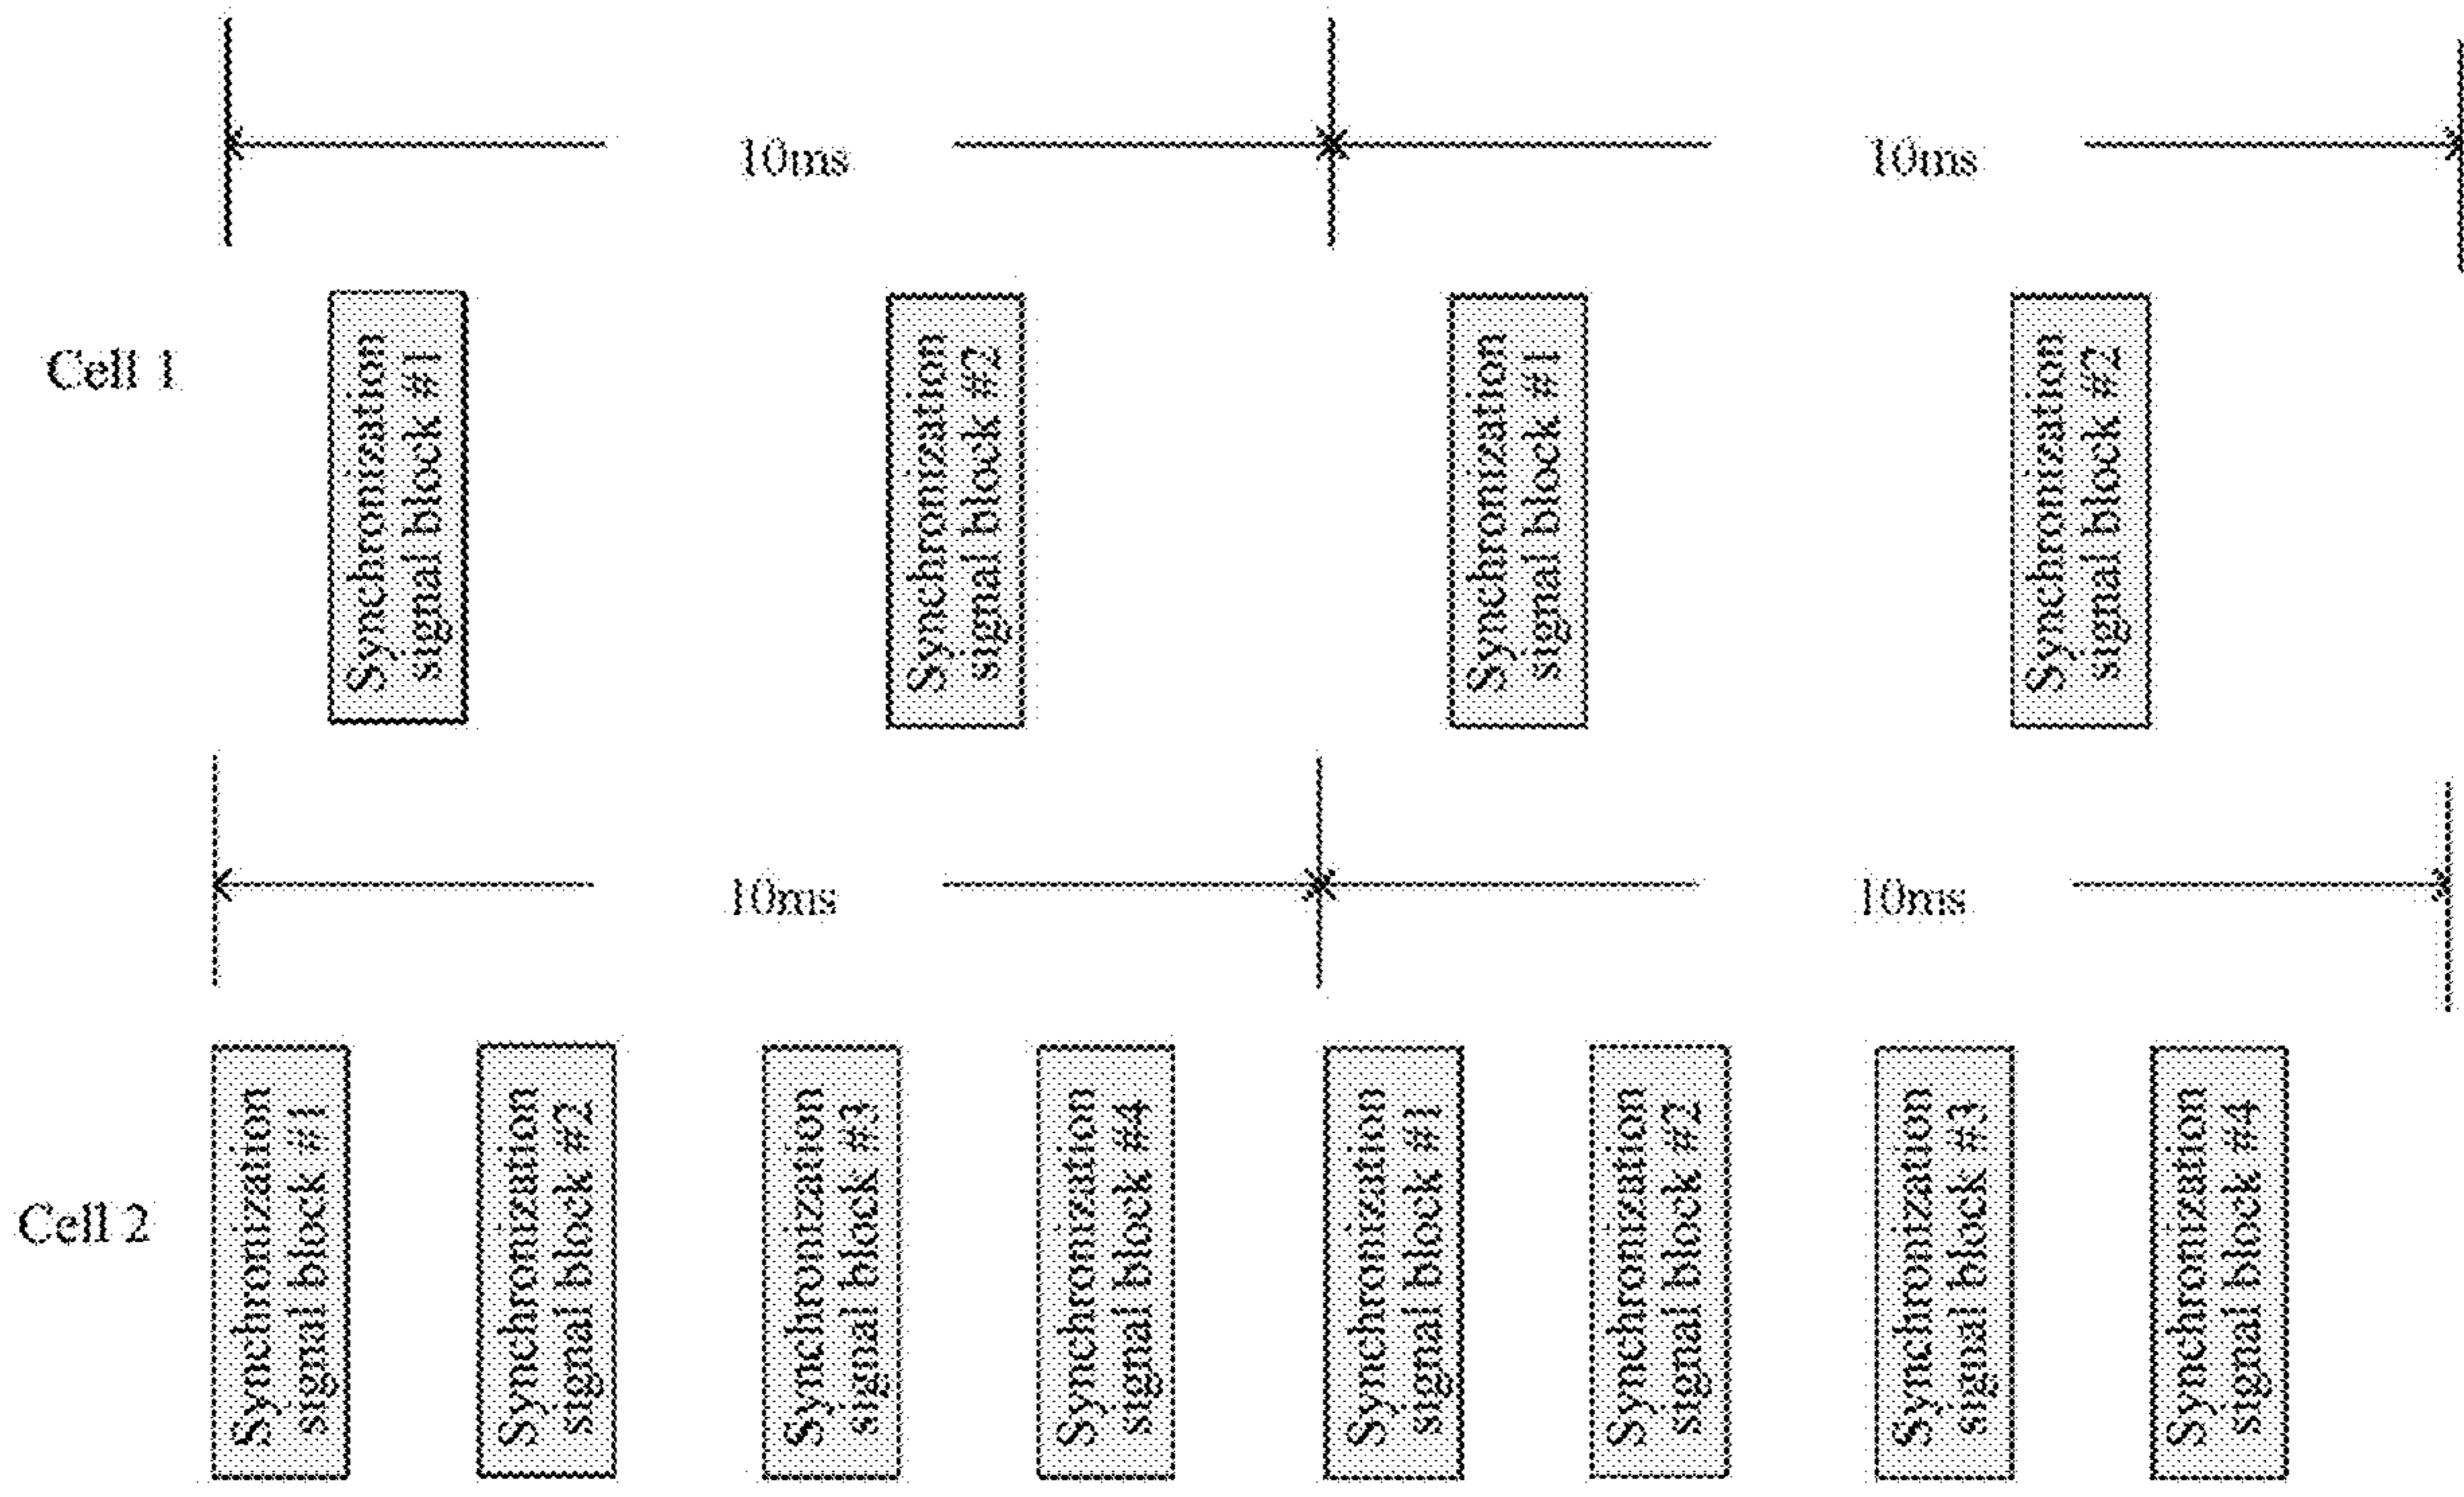 10ms
10ms
Cell 1
Synchronization
signal block #1
Synchronization
signal block #2
Synchronization
signal block #1
Synchronization
signal block #2
10ms
10ms
Cell 2
Synchronization
signal block #1
Synchronization
signal block #2
Synchronization
signal block #3
Synchronization
signal block #4
Synchronization
signal block #1
Synchronization
signal block #2
Synchronization
signal block #3
Synchronization
signal block #4